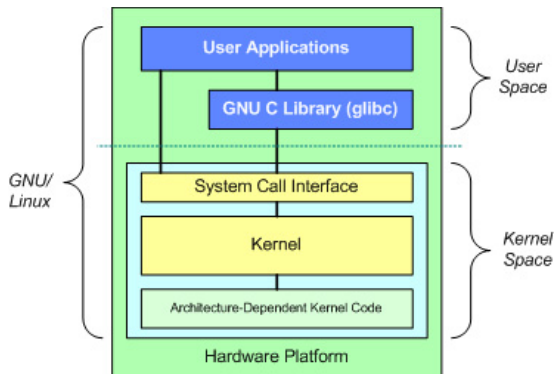 User Applications
User
Space
GNU C Library (glibc)
GNU/
Linux
System Call Interface
Kernel
Kernel
Space
Architecture-Dependent Kernel Code
Hardware Platform